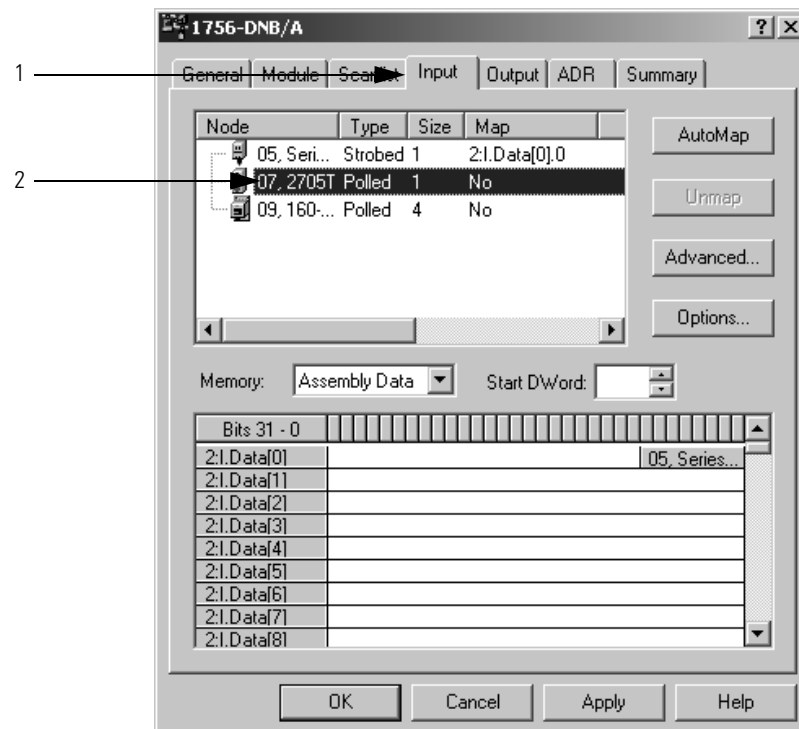 1756-DNB/A
? X
1
General Module Scanlist Input Output ADR Summary
Node Type Size Map
05, Seri... Strobed 1 2:I.Data[0].0
2
07, 2705T Polled 1 No
09, 160-... Polled 4 No
AutoMap
Unmap
Advanced...
Options...
Memory: Assembly Data Start DWord:
Bits 31 - 0
2:I.Data[0] 05, Series...
2:I.Data[1]
2:I.Data[2]
2:I.Data[3]
2:I.Data[4]
2:I.Data[5]
2:I.Data[6]
2:I.Data[7]
2:I.Data[8]
OK Cancel Apply Help